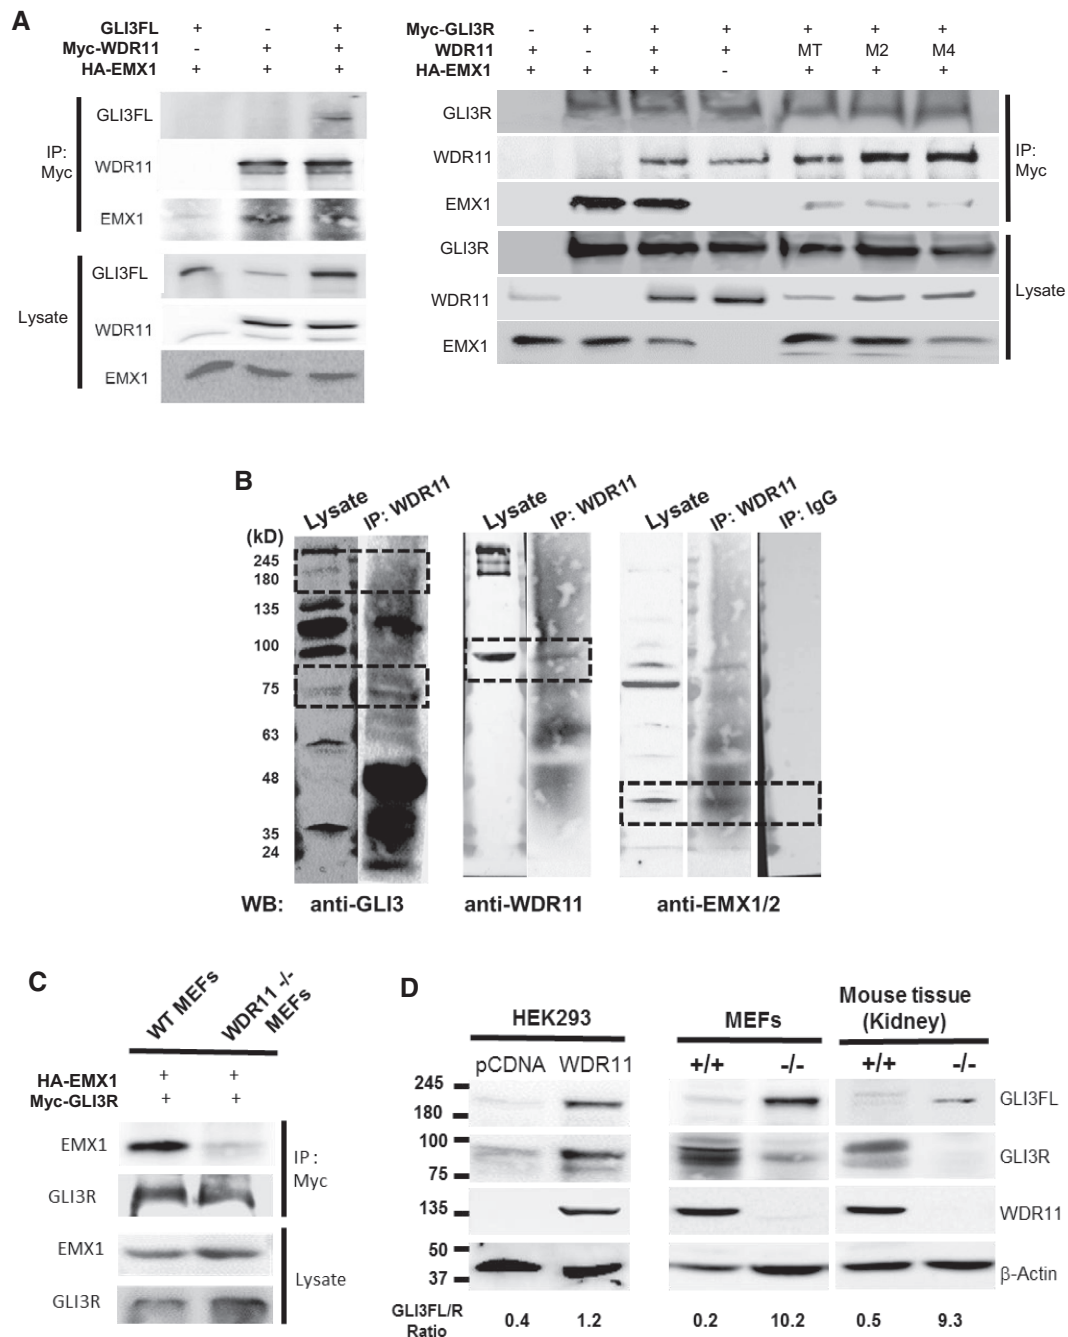 A
GLI3FL + - +
Myc-WDR11 - + +
HA-EMX1 + + +
IP:
Myc
GLI3FL
WDR11
EMX1
Lysate
GLI3FL
WDR11
EMX1
Myc-GLI3R - + + + + + +
WDR11 + - + + MT M2 M4
HA-EMX1 + + + - + + +
GLI3R
WDR11
EMX1
IP:
Myc
GLI3R
WDR11
EMX1
Lysate
B
Lysate IP: WDR11 Lysate IP: WDR11 Lysate IP: WDR11 IP: IgG
(kD)
245
180
135
100
75
63
48
35
24
WB: anti-GLI3 anti-WDR11 anti-EMX1/2
C
WT MEFs WDR11 -/- MEFs
HA-EMX1 + +
Myc-GLI3R + +
EMX1
GLI3R
IP :
Myc
EMX1
GLI3R
Lysate
D
HEK293 MEFs Mouse tissue
(Kidney)
pCDNA WDR11 +/+ -/- +/+ -/-
245
180
GLI3FL
100
75
GLI3R
135
WDR11
50
37
β-Actin
GLI3FL/R
Ratio
0.4 1.2 0.2 10.2 0.5 9.3